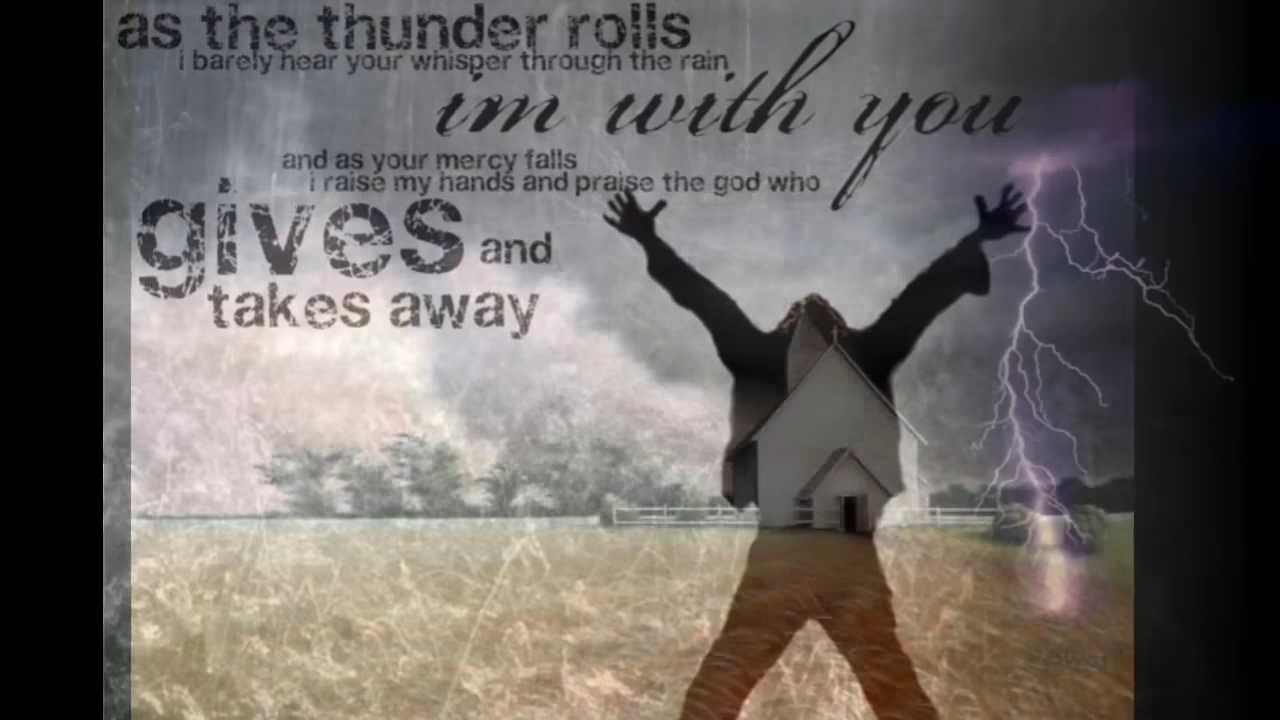 as the thunder rolls
i barely hear your whisper through the rain
im with you
and as your mercy falls
i raise my hands and praise the god who
gives and
takes away